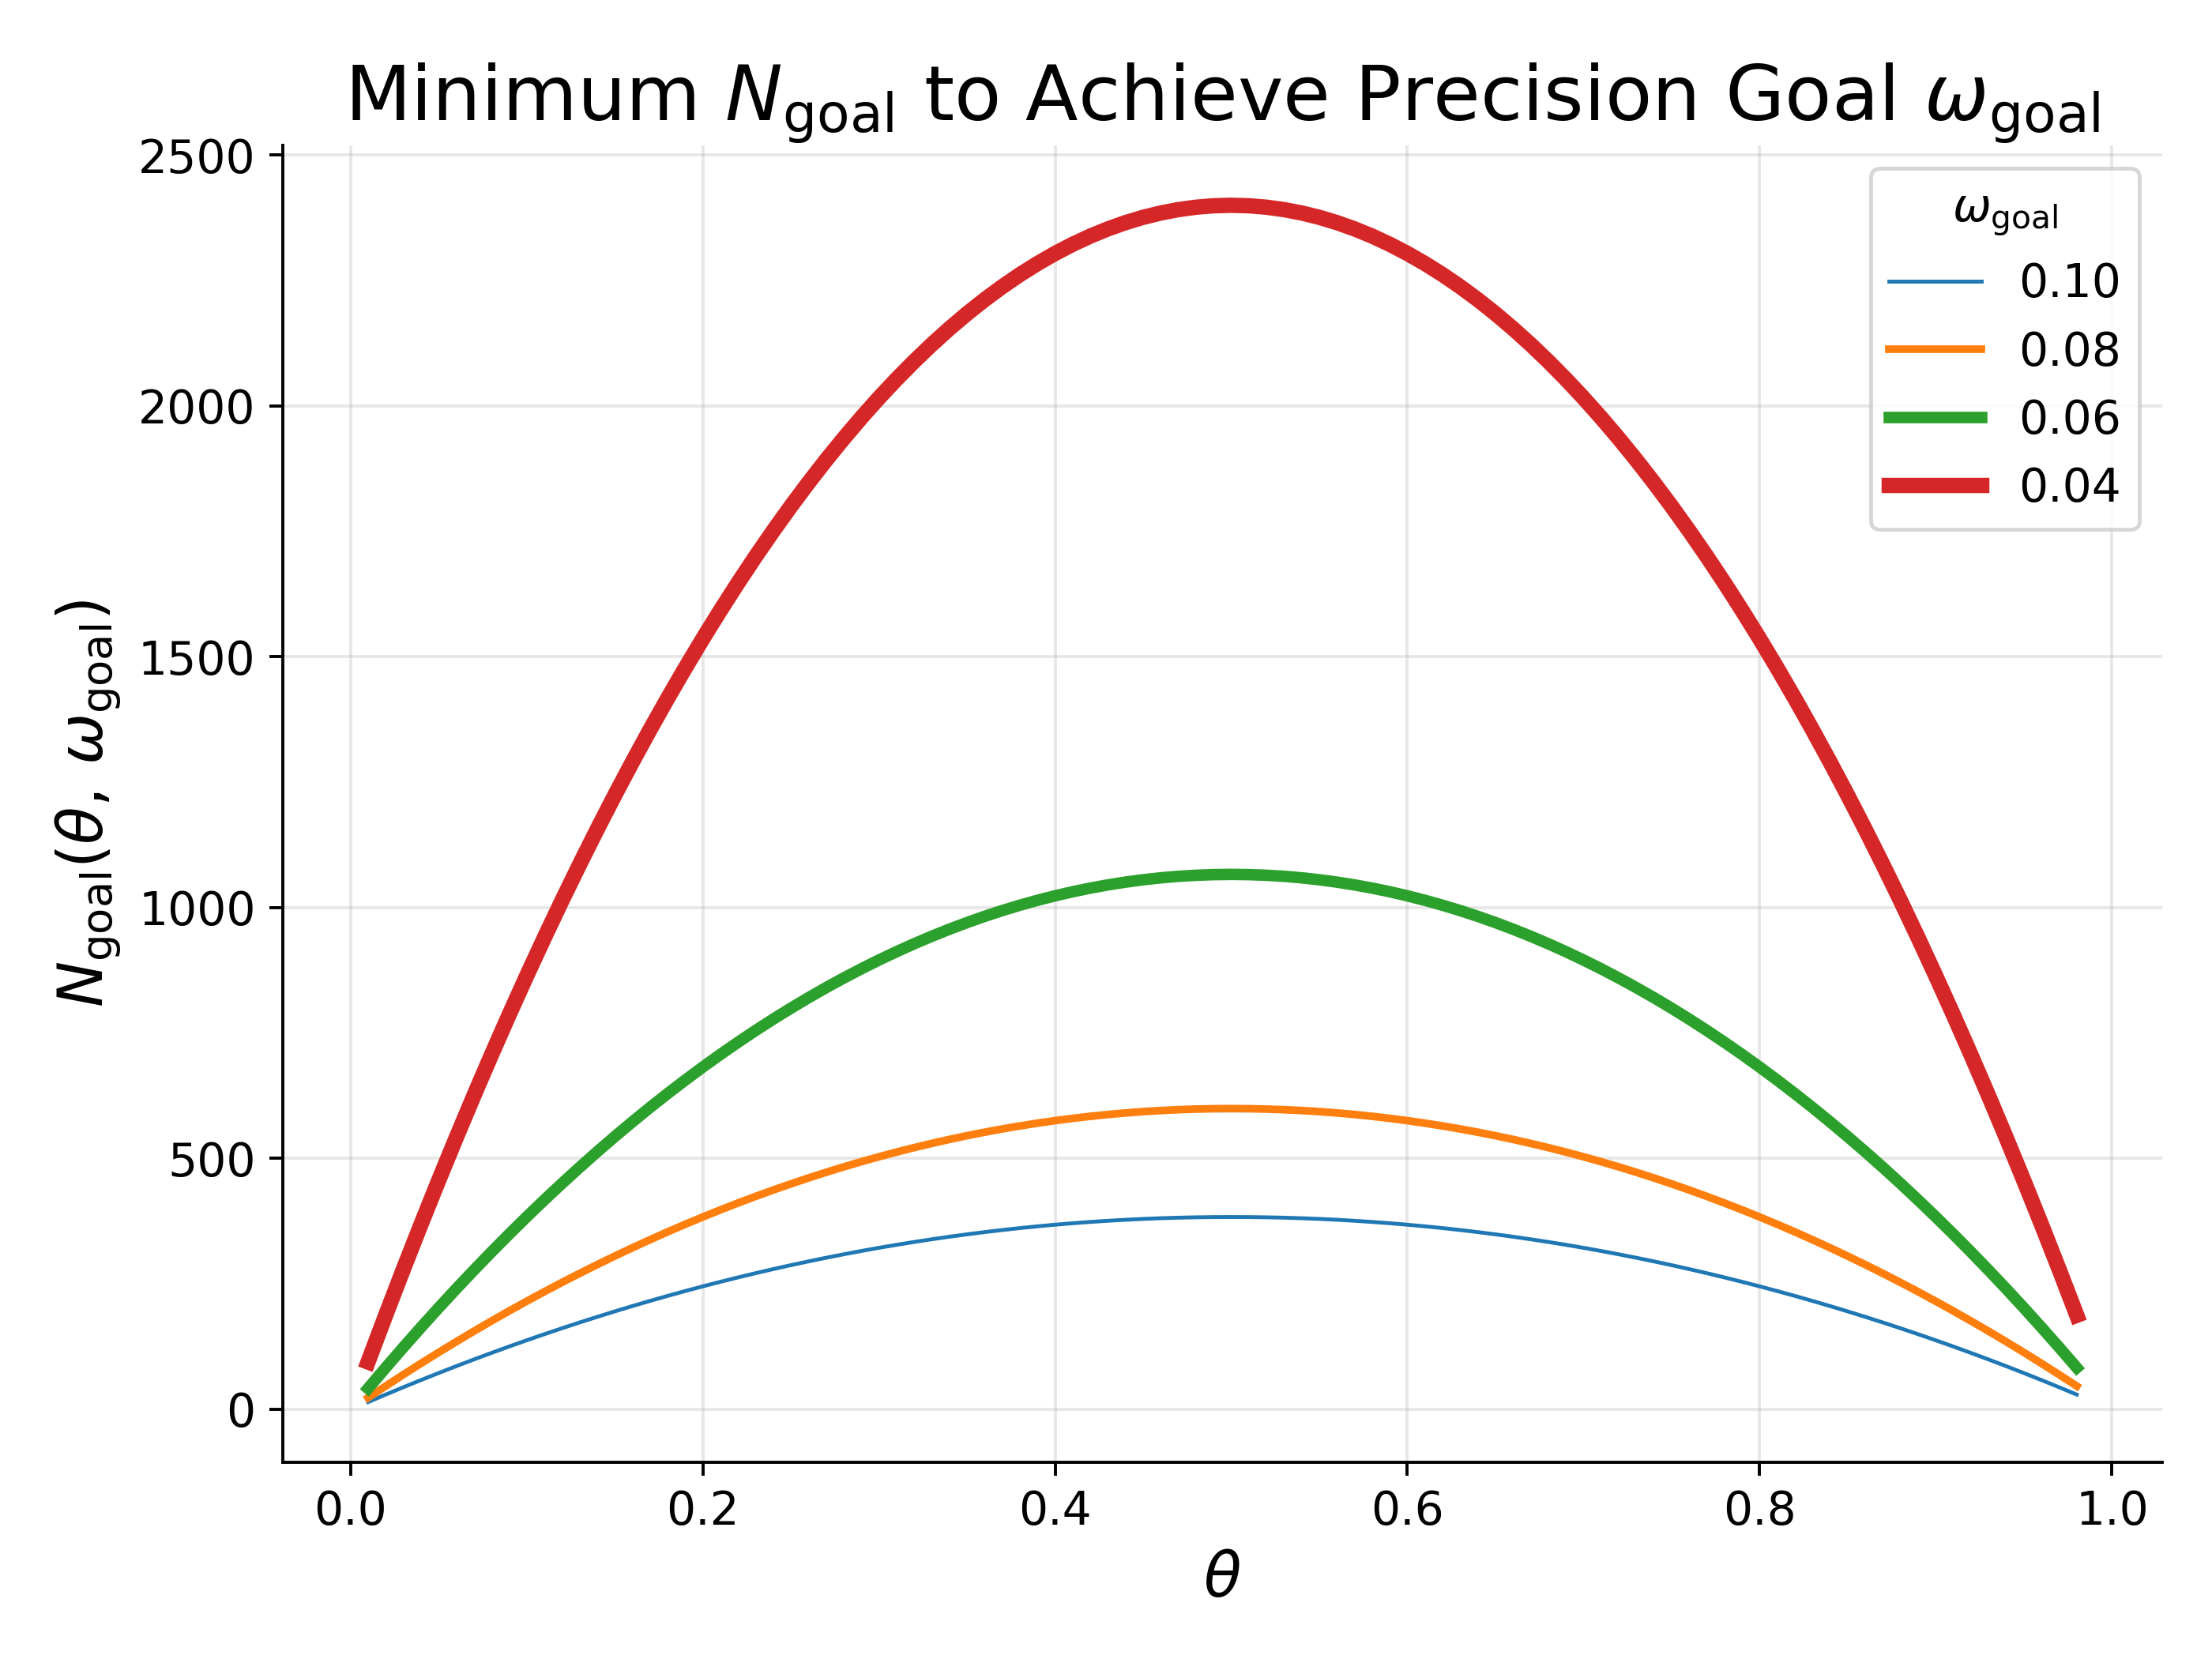 Minimum N_goal to Achieve Precision Goal ω_goal
N_goal(θ, ω_goal)
2500
2000
1500
1000
500
0
0.0 0.2 0.4 0.6 0.8 1.0
θ
ω_goal
0.10
0.08
0.06
0.04